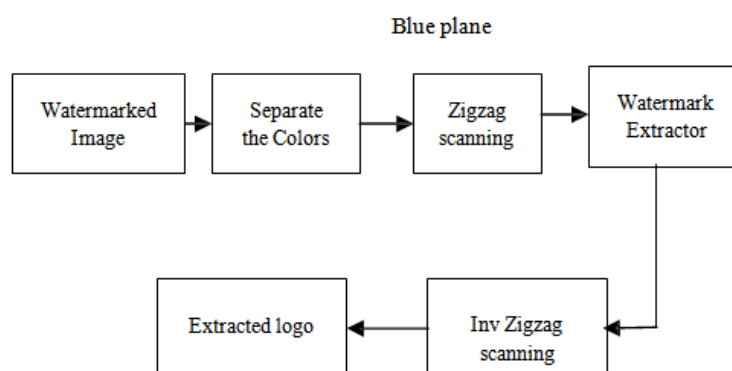 Blue plane
Watermarked
Image
Separate
the Colors
Zigzag
scanning
Watermark
Extractor
Extracted logo
Inv Zigzag
scanning